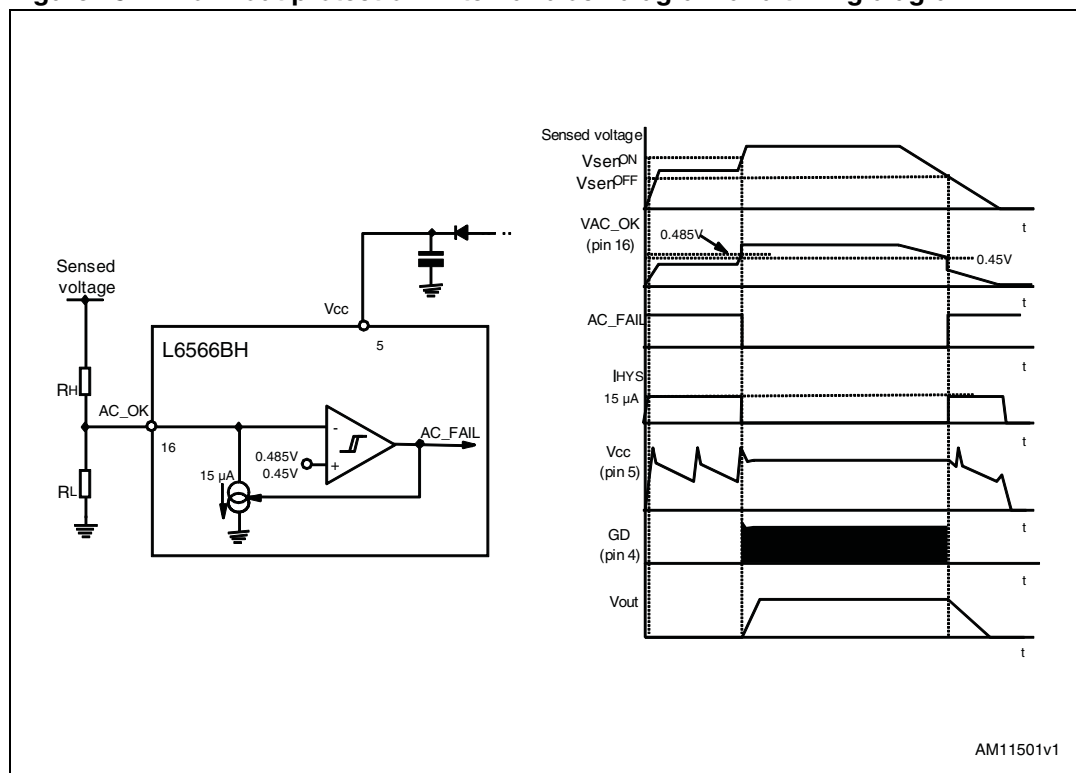 Sensed
voltage
RH
RL
AC_OK
16
L6566BH
Vcc
5
..
15 µA
0.485V
0.45V
-
+
AC_FAIL
Sensed voltage
VsenON
VsenOFF
t
VAC_OK
(pin 16)
0.485V
0.45V
t
AC_FAIL
t
IHYS
15 µA
t
Vcc
(pin 5)
t
GD
(pin 4)
t
Vout
t
AM11501v1